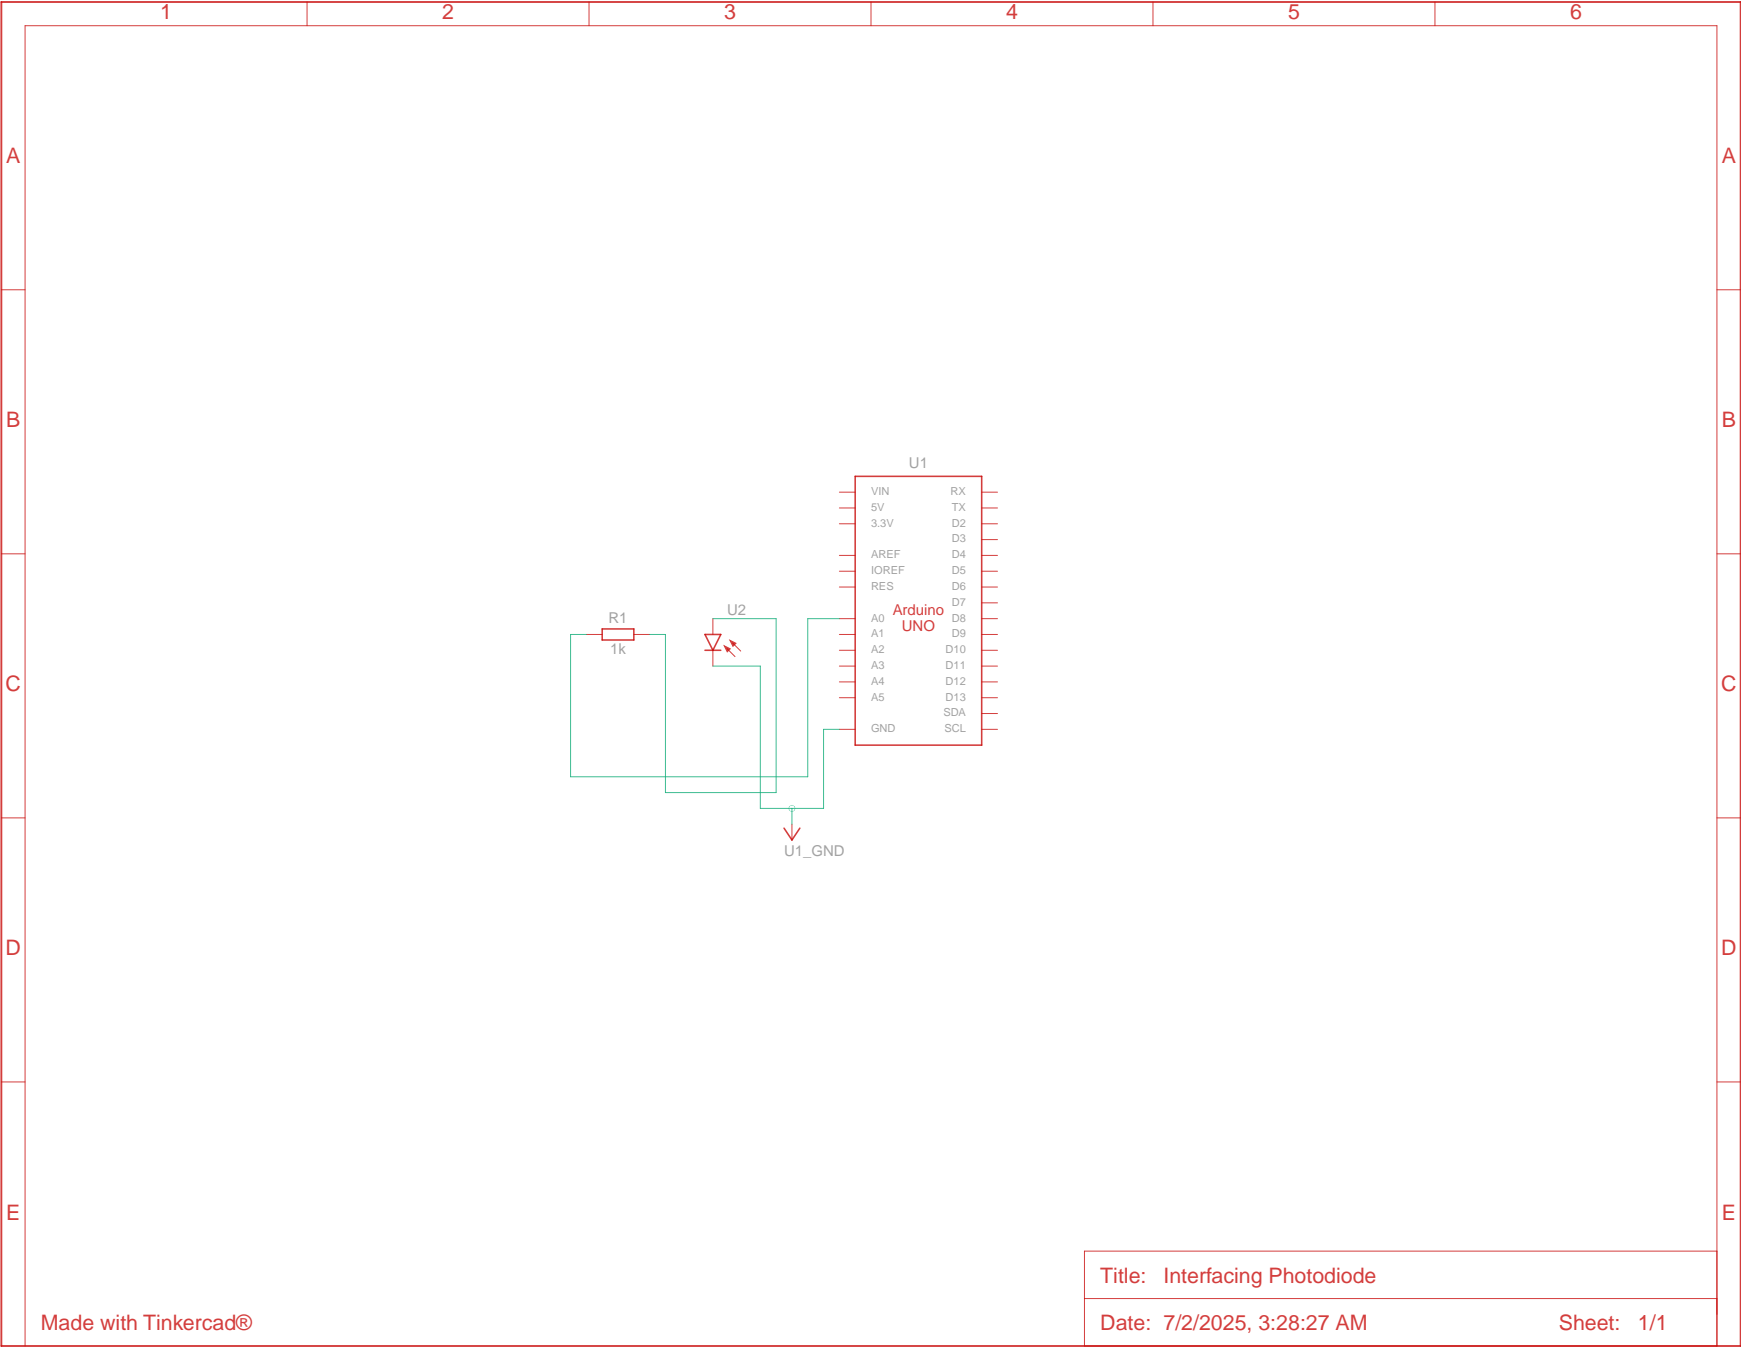 1 2 3 4 5 6
A A
B B
U1
VIN RX
5V TX
3.3V D2
D3
AREF D4
IOREF D5
RES D6
D7
A0 D8
A1 D9
A2 D10
A3 D11
A4 D12
A5 D13
SDA
GND SCL
Arduino
UNO
R1
1k
U2
C C
U1_GND
D D
E E
Title: Interfacing Photodiode
Made with Tinkercad®
Date: 7/2/2025, 3:28:27 AM Sheet: 1/1